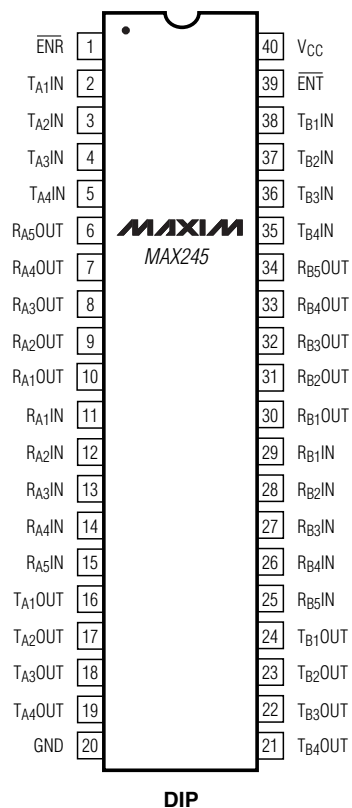 ENR 1 40 VCC
TA1IN 2 39 ENT
TA2IN 3 38 TB1IN
TA3IN 4 37 TB2IN
TA4IN 5 36 TB3IN
RA5OUT 6 MAXIM 35 TB4IN
RA4OUT 7 MAX245 34 RB5OUT
RA3OUT 8 33 RB4OUT
RA2OUT 9 32 RB3OUT
RA1OUT 10 31 RB2OUT
RA1IN 11 30 RB1OUT
RA2IN 12 29 RB1IN
RA3IN 13 28 RB2IN
RA4IN 14 27 RB3IN
RA5IN 15 26 RB4IN
TA1OUT 16 25 RB5IN
TA2OUT 17 24 TB1OUT
TA3OUT 18 23 TB2OUT
TA4OUT 19 22 TB3OUT
GND 20 21 TB4OUT
DIP